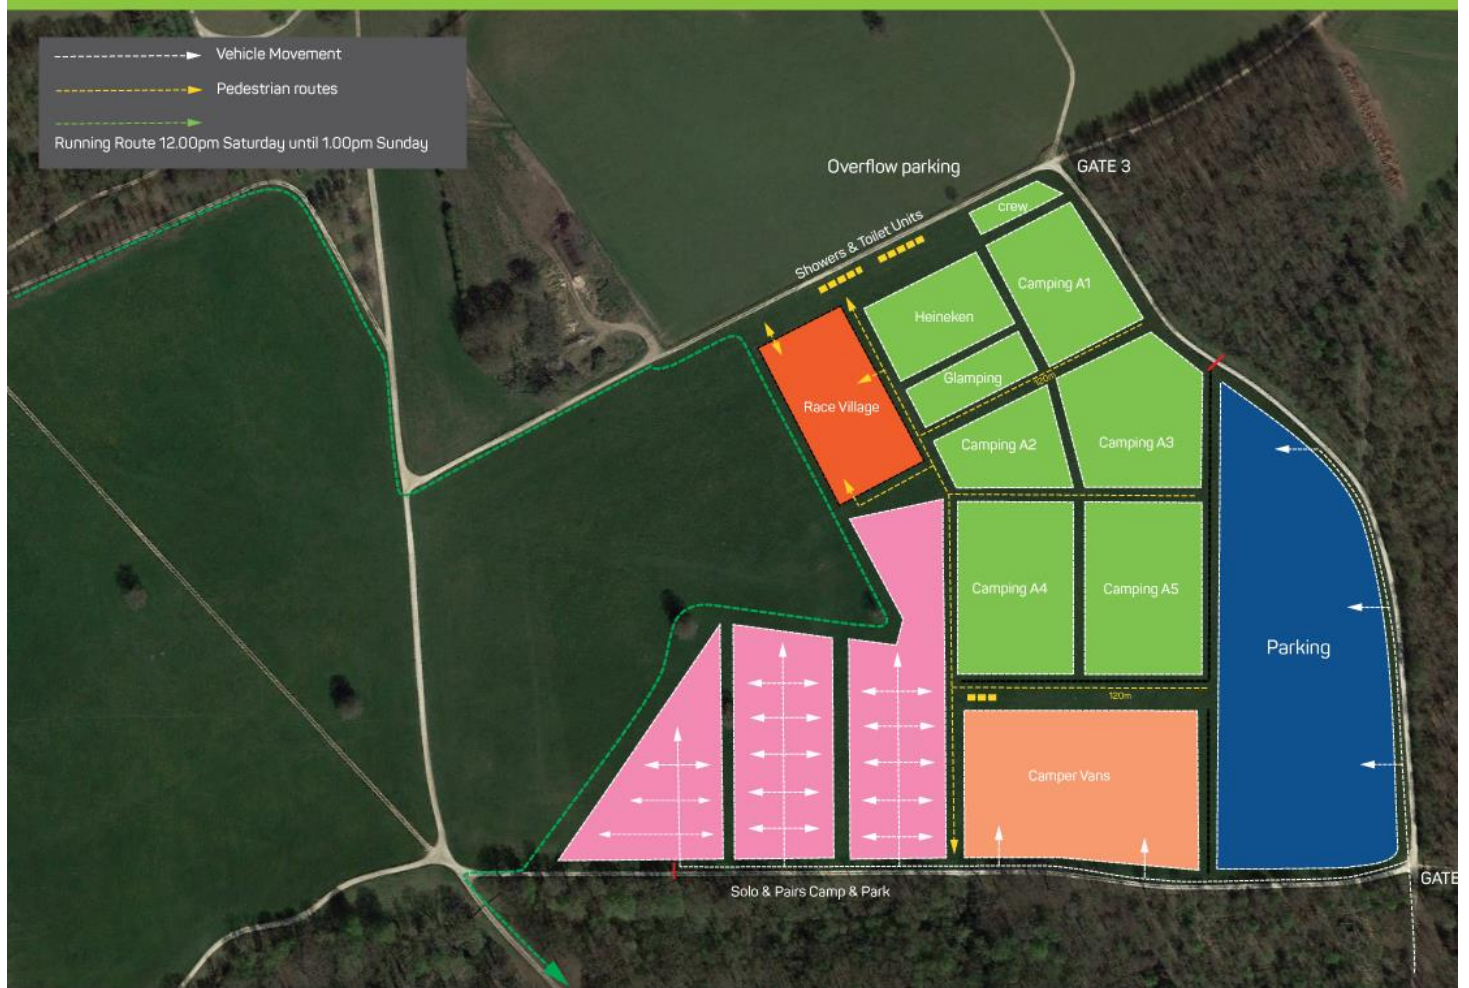 Vehicle Movement
Pedestrian routes
Running Route 12.00pm Saturday until 1.00pm Sunday
Overflow parking
GATE 3
crew
Showers & Toilet Units
Camping A1
Heineken
Glamping
120m
Race Village
Camping A2
Camping A3
Camping A4
Camping A5
Parking
120m
Camper Vans
Solo & Pairs Camp & Park
GATE